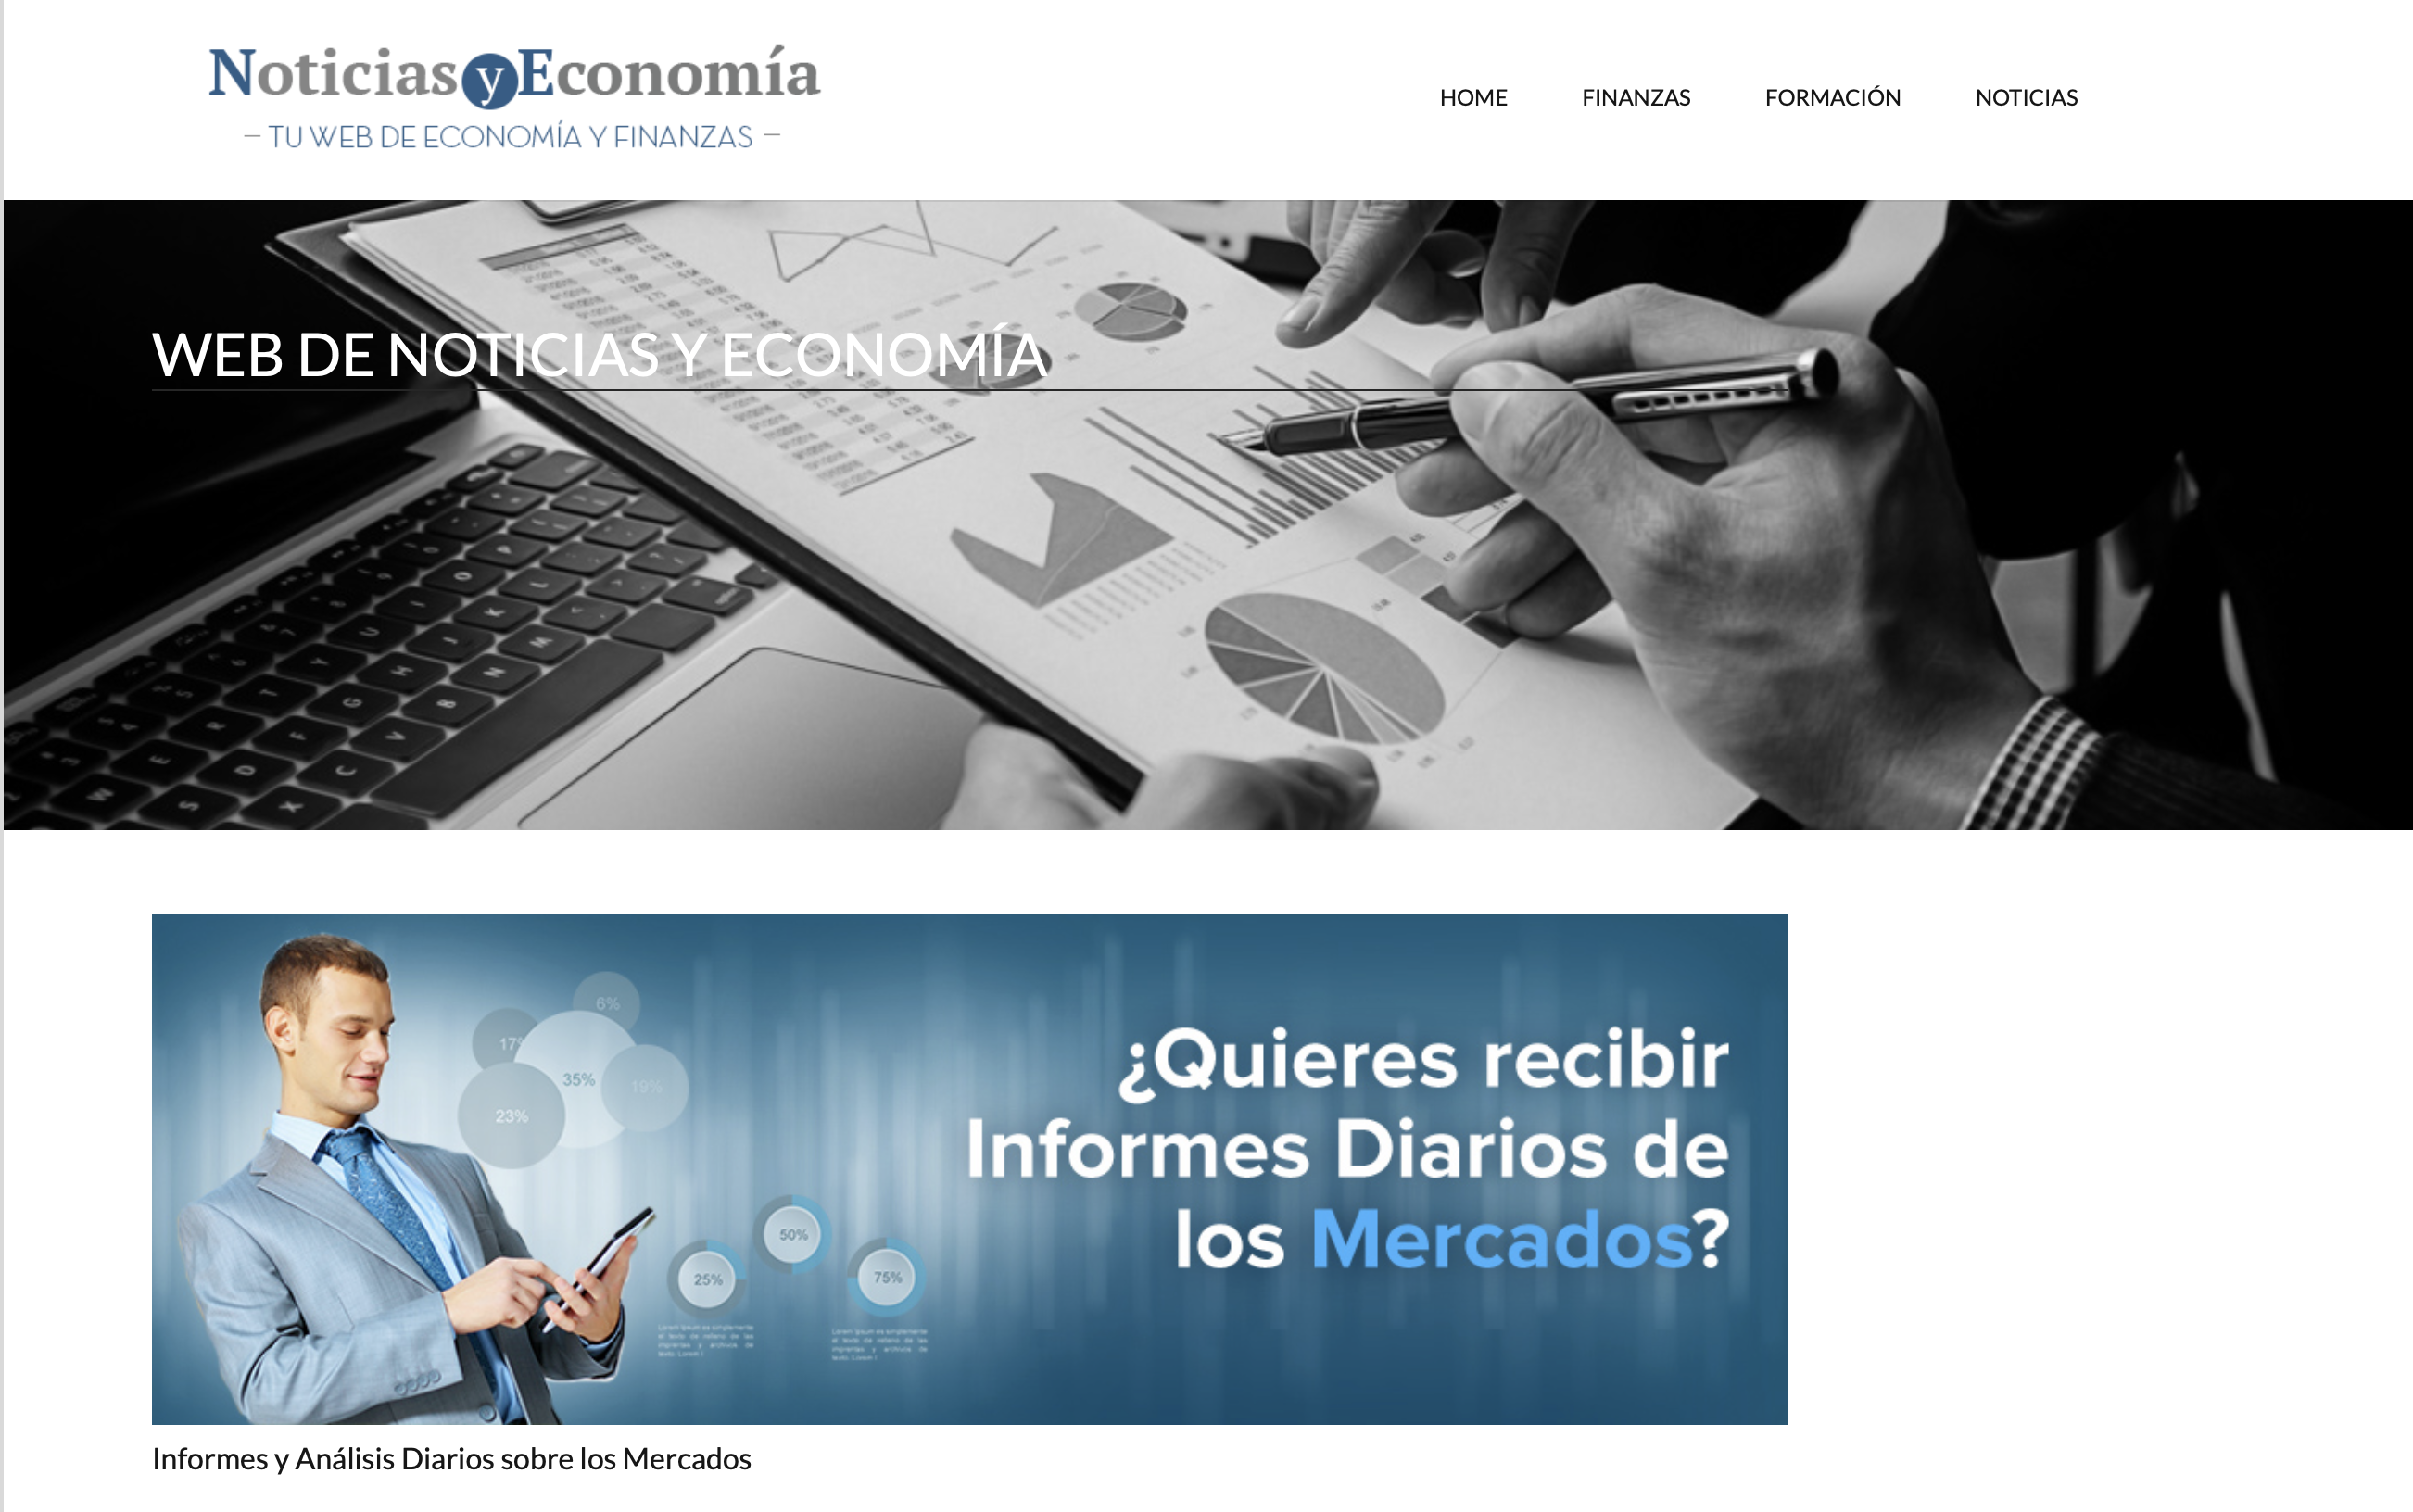 NoticiasyEconomía
– TU WEB DE ECONOMÍA Y FINANZAS –
HOME
FINANZAS
FORMACIÓN
NOTICIAS
WEB DE NOTICIAS Y ECONOMÍA
6%
17%
35%
19%
23%
50%
25%
75%
¿Quieres recibir
Informes Diarios de
los Mercados?
Informes y Análisis Diarios sobre los Mercados